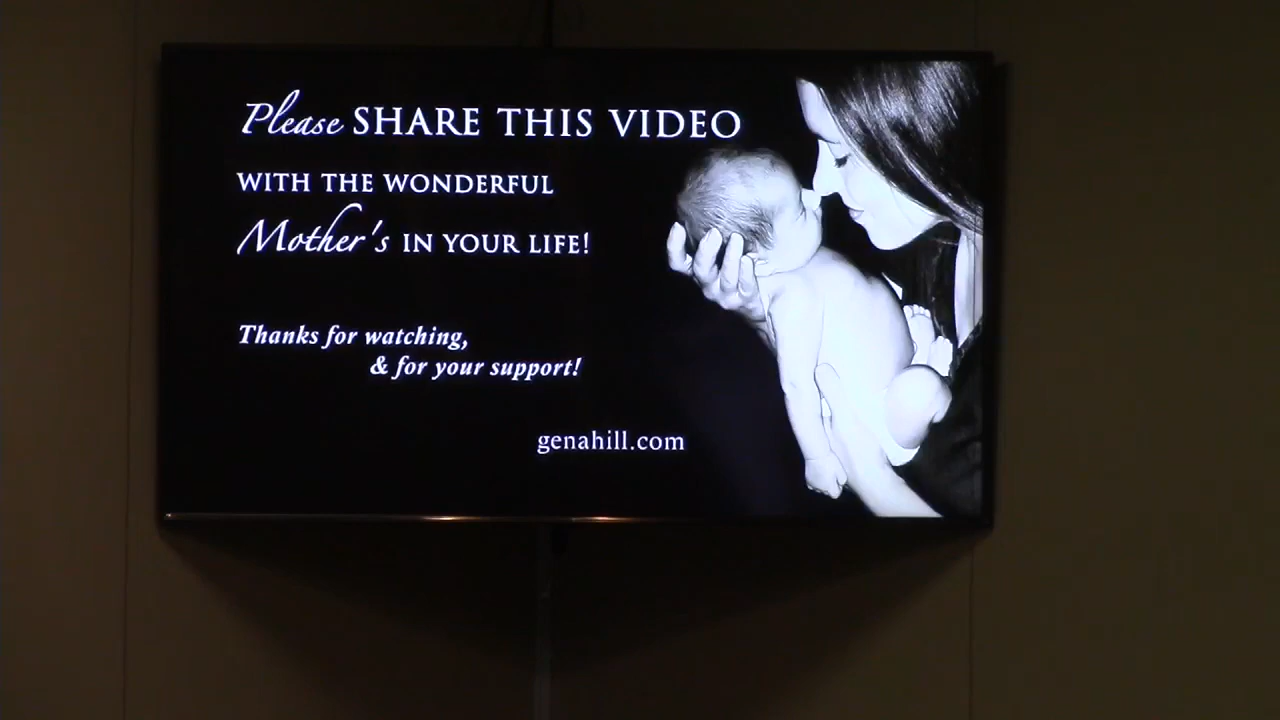 Please SHARE THIS VIDEO
WITH THE WONDERFUL
Mother's IN YOUR LIFE!
Thanks for watching,
& for your support!
genahill.com